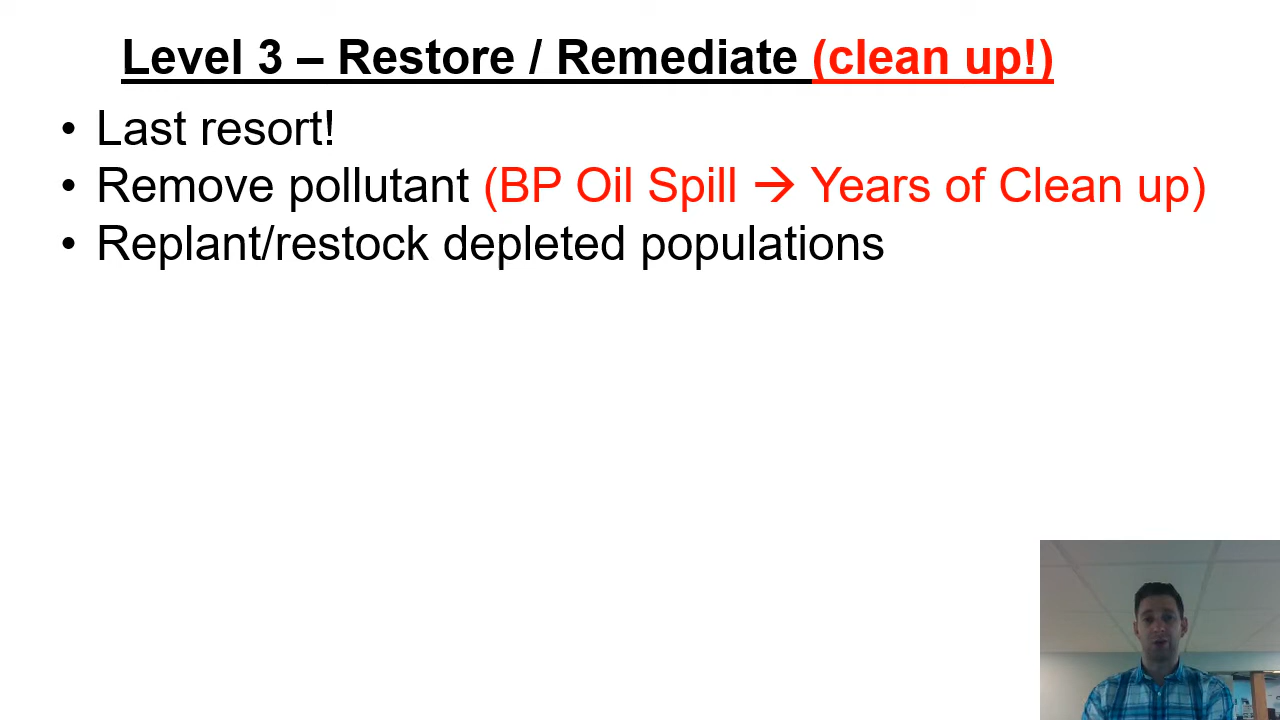 Level 3 – Restore / Remediate (clean up!)
• Last resort!
• Remove pollutant (BP Oil Spill → Years of Clean up)
• Replant/restock depleted populations